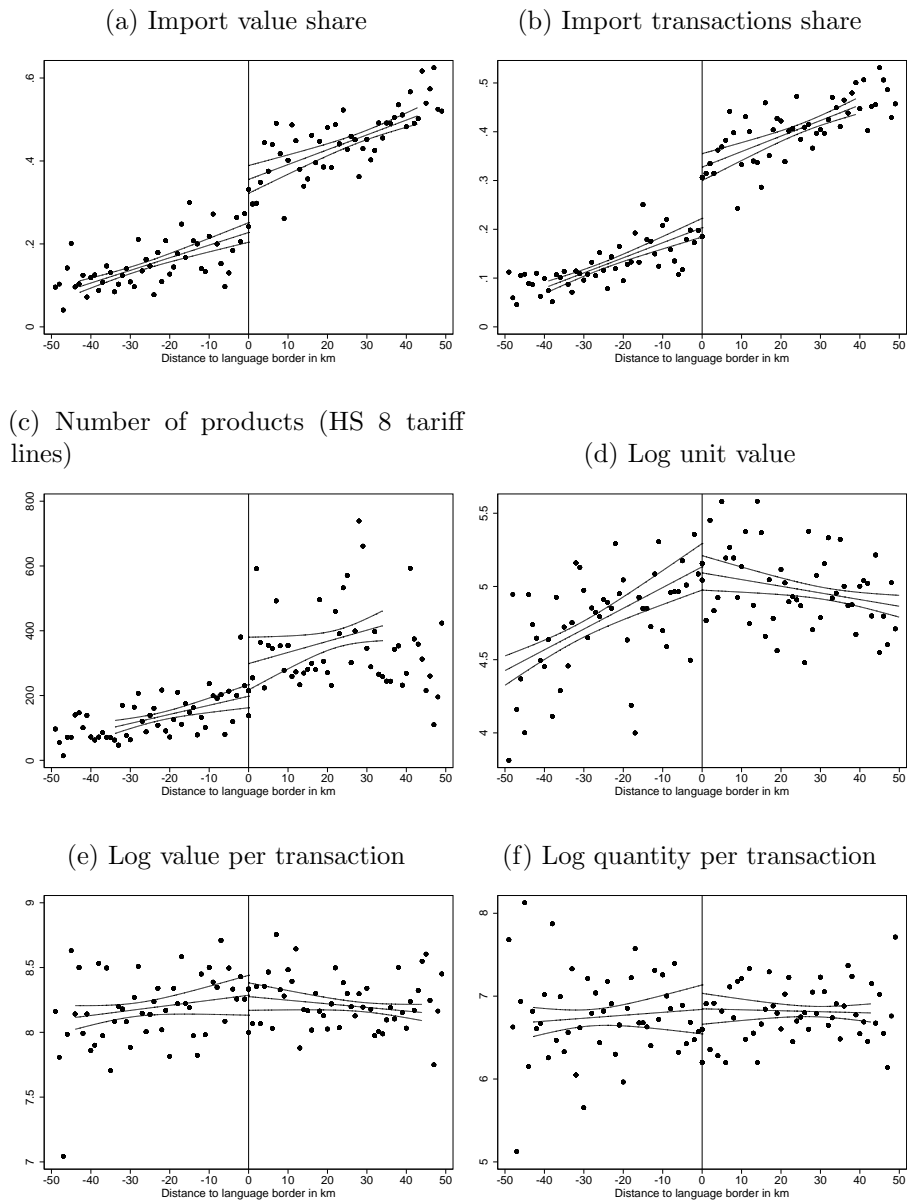 (a) Import value share
(b) Import transactions share
0 .2 .4 .6
-50 -40 -30 -20 -10 0 10 20 30 40 50
Distance to language border in km
0 .1 .2 .3 .4 .5
-50 -40 -30 -20 -10 0 10 20 30 40 50
Distance to language border in km
(c) Number of products (HS 8 tariff
lines)
(d) Log unit value
0 200 400 600 800
-50 -40 -30 -20 -10 0 10 20 30 40 50
Distance to language border in km
4 4.5 5 5.5
-50 -40 -30 -20 -10 0 10 20 30 40 50
Distance to language border in km
(e) Log value per transaction
(f) Log quantity per transaction
7 7.5 8 8.5 9
-50 -40 -30 -20 -10 0 10 20 30 40 50
Distance to language border in km
5 6 7 8
-50 -40 -30 -20 -10 0 10 20 30 40 50
Distance to language border in km